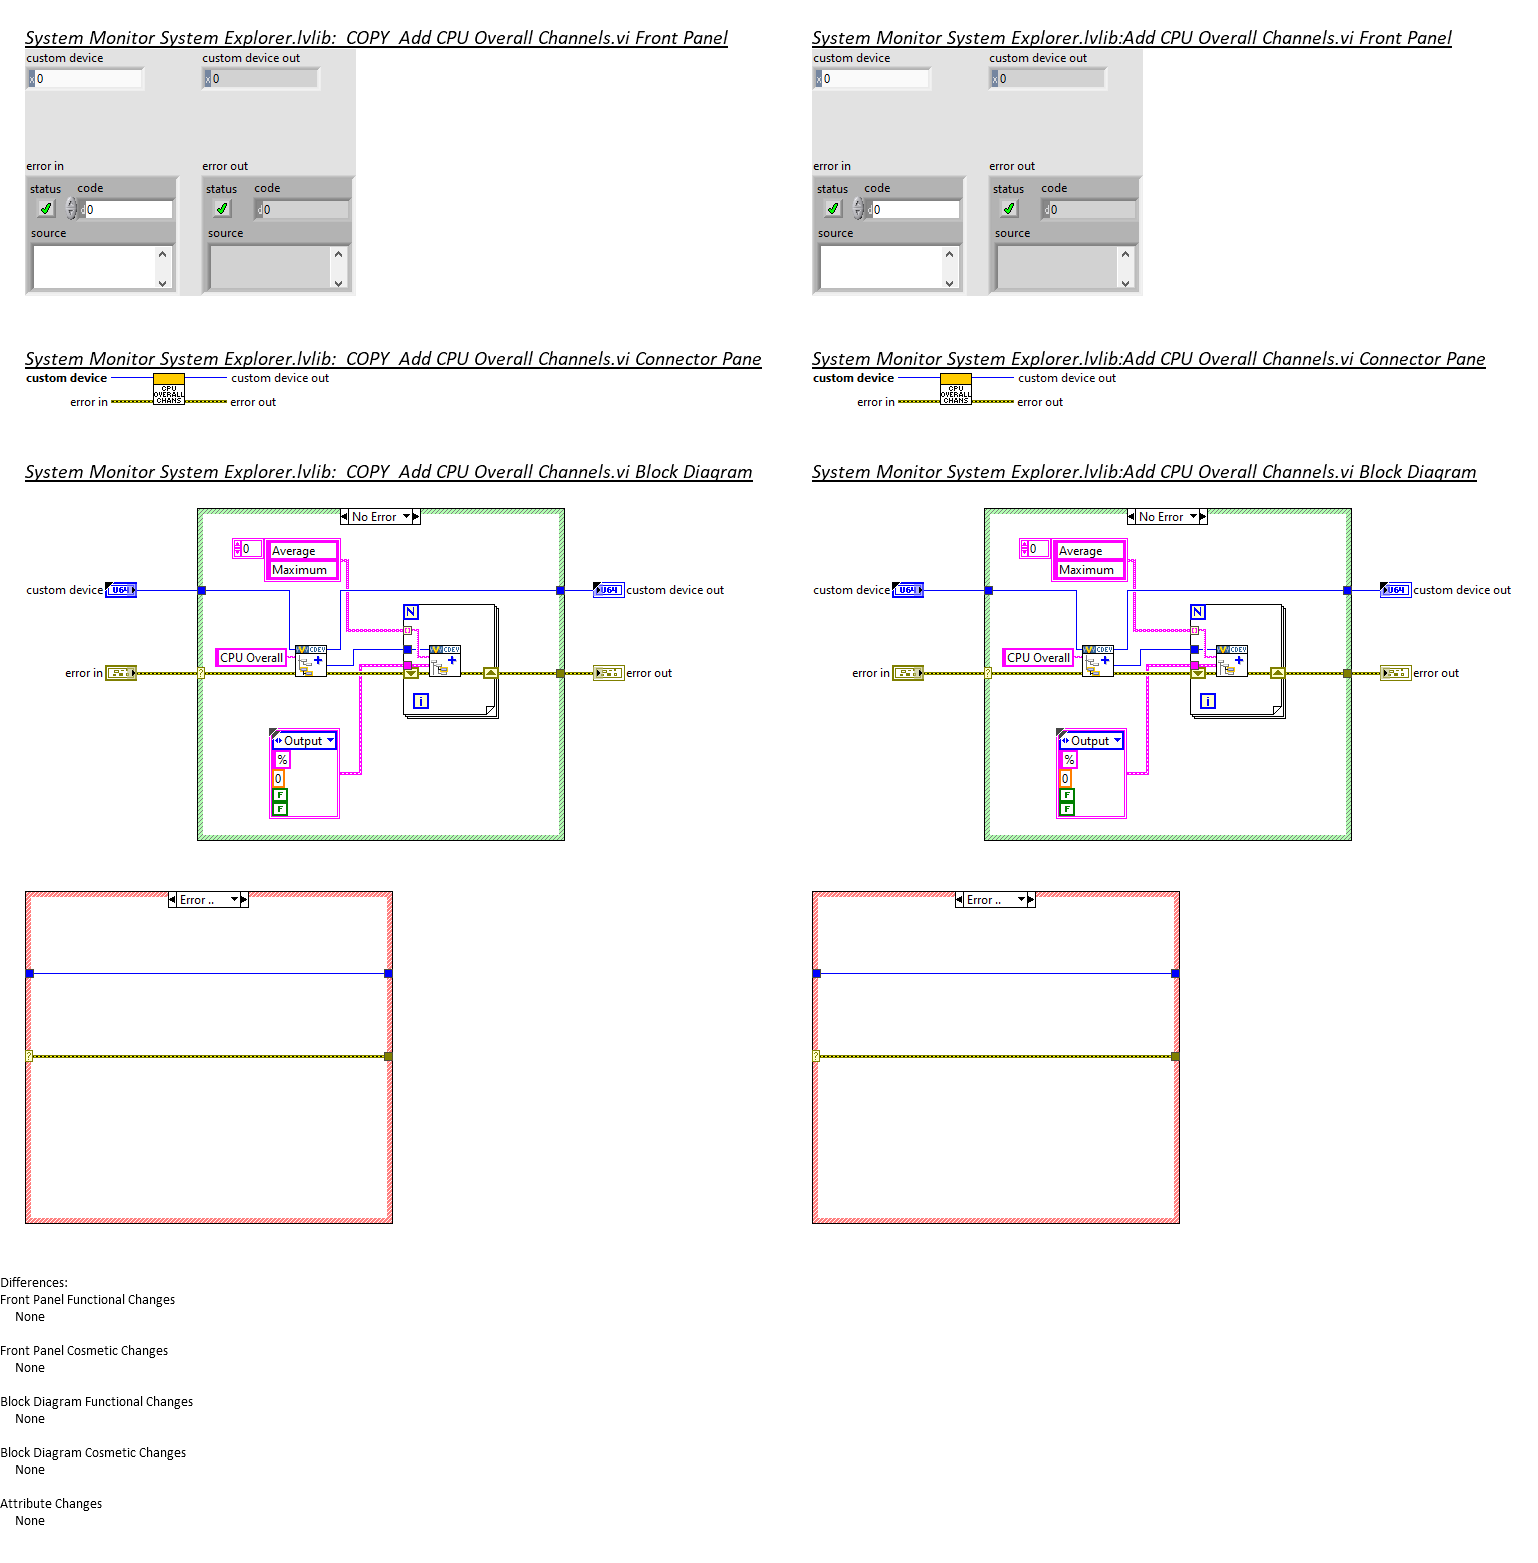 System Monitor System Explorer.lvlib:  COPY  Add CPU Overall Channels.vi Front Panel
custom device
custom device out
x 0
x 0
error in
error out
status
code
status
code
d 0
d 0
source
source
System Monitor System Explorer.lvlib:Add CPU Overall Channels.vi Front Panel
custom device
custom device out
x 0
x 0
error in
error out
status
code
status
code
d 0
d 0
source
source
System Monitor System Explorer.lvlib:  COPY  Add CPU Overall Channels.vi Connector Pane
custom device
custom device out
CPU
OVERALL
CHANS
error in
error out
System Monitor System Explorer.lvlib:Add CPU Overall Channels.vi Connector Pane
custom device
custom device out
CPU
OVERALL
CHANS
error in
error out
System Monitor System Explorer.lvlib:  COPY  Add CPU Overall Channels.vi Block Diagram
No Error
0
Average
Maximum
custom device
U64
U64
custom device out
N
CPU Overall
CDEV
CDEV
error in
?
error out
i
Output
%
0
F
F
System Monitor System Explorer.lvlib:Add CPU Overall Channels.vi Block Diagram
No Error
0
Average
Maximum
custom device
U64
U64
custom device out
N
CPU Overall
CDEV
CDEV
error in
?
error out
i
Output
%
0
F
F
Error ..
?
Error ..
?
Differences:
Front Panel Functional Changes
None
Front Panel Cosmetic Changes
None
Block Diagram Functional Changes
None
Block Diagram Cosmetic Changes
None
Attribute Changes
None